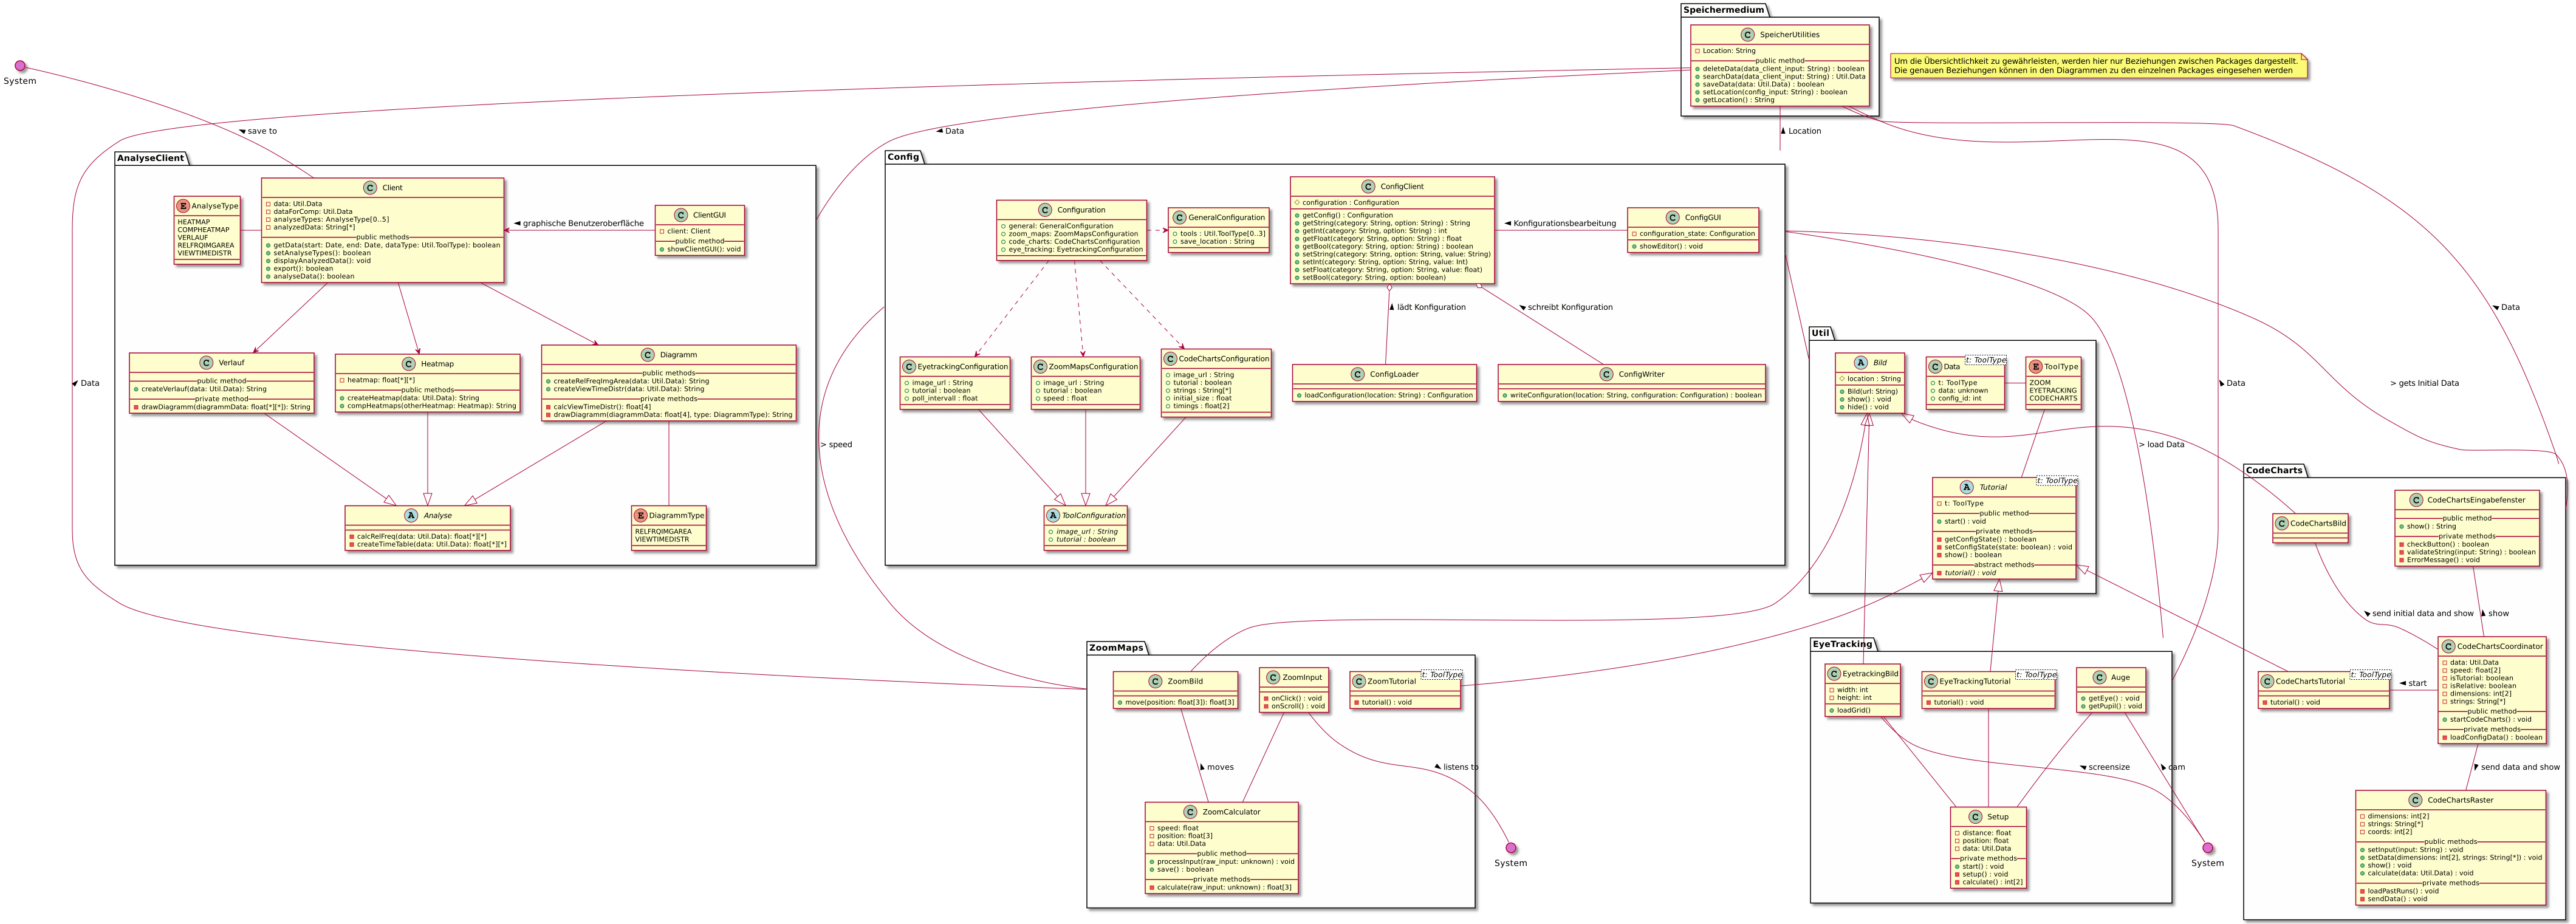 Speichermedium
SpeicherUtilities
Location: String
public method
deleteData(data_client_input: String) : boolean
searchData(data_client_input: String) : Util.Data
saveData(data: Util.Data) : boolean
setLocation(config_input: String) : boolean
getLocation() : String
Um die Übersichtlichkeit zu gewährleisten, werden hier nur Beziehungen zwischen Packages dargestellt.
Die genauen Beziehungen können in den Diagrammen zu den einzelnen Packages eingesehen werden
System
save to
Data
Location
AnalyseClient
AnalyseType
HEATMAP
COMPHEATMAP
VERLAUF
RELFRQIMGAREA
VIEWTIMEDISTR
Client
data: Util.Data
dataForComp: Util.Data
analyseTypes: AnalyseType[0..5]
analyzedData: String[*]
public methods
getData(start: Date, end: Date, dataType: Util.ToolType): boolean
setAnalyseTypes(): boolean
displayAnalyzedData(): void
export(): boolean
analyseData(): boolean
graphische Benutzeroberfläche
ClientGUI
client: Client
public method
showClientGUI(): void
Verlauf
public method
createVerlauf(data: Util.Data): String
private method
drawDiagramm(diagrammData: float[*][*]): String
Heatmap
heatmap: float[*][*]
public methods
createHeatmap(data: Util.Data): String
compHeatmaps(otherHeatmap: Heatmap): String
Diagramm
public methods
createRelFreqImgArea(data: Util.Data): String
createViewTimeDistr(data: Util.Data): String
private methods
calcViewTimeDistr(): float[4]
drawDiagramm(diagrammData: float[4], type: DiagrammType): String
Analyse
calcRelFreq(data: Util.Data): float[*][*]
createTimeTable(data: Util.Data): float[*][*]
DiagrammType
RELFRQIMGAREA
VIEWTIMEDISTR
Data
Config
Configuration
general: GeneralConfiguration
zoom_maps: ZoomMapsConfiguration
code_charts: CodeChartsConfiguration
eye_tracking: EyetrackingConfiguration
GeneralConfiguration
tools : Util.ToolType[0..3]
save_location : String
ConfigClient
configuration : Configuration
getConfig() : Configuration
getString(category: String, option: String) : String
getInt(category: String, option: String) : int
getFloat(category: String, option: String) : float
getBool(category: String, option: String) : boolean
setString(category: String, option: String, value: String)
setInt(category: String, option: String, value: Int)
setFloat(category: String, option: String, value: float)
setBool(category: String, option: boolean)
Konfigurationsbearbeitung
ConfigGUI
configuration_state: Configuration
showEditor() : void
lädt Konfiguration
schreibt Konfiguration
EyetrackingConfiguration
image_url : String
tutorial : boolean
poll_intervall : float
ZoomMapsConfiguration
image_url : String
tutorial : boolean
speed : float
CodeChartsConfiguration
image_url : String
tutorial : boolean
strings : String[*]
initial_size : float
timings : float[2]
ConfigLoader
loadConfiguration(location: String) : Configuration
ConfigWriter
writeConfiguration(location: String, configuration: Configuration) : boolean
ToolConfiguration
image_url : String
tutorial : boolean
> speed
Util
Bild
location : String
Bild(url: String)
show() : void
hide() : void
Data
t: ToolType
t: ToolType
data: unknown
config_id: int
ToolType
ZOOM
EYETRACKING
CODECHARTS
Tutorial
t: ToolType
t: ToolType
public method
start() : void
private methods
getConfigState() : boolean
setConfigState(state: boolean) : void
show() : boolean
abstract methods
tutorial() : void
> load Data
Data
> gets Initial Data
Data
CodeCharts
CodeChartsBild
CodeChartsEingabefenster
public method
show() : String
private methods
checkButton() : boolean
validateString(input: String) : boolean
ErrorMessage() : void
send initial data and show
show
CodeChartsTutorial
t: ToolType
tutorial() : void
start
CodeChartsCoordinator
data: Util.Data
speed: float[2]
isTutorial: boolean
isRelative: boolean
dimensions: int[2]
strings: String[*]
public method
startCodeCharts() : void
private methods
loadConfigData() : boolean
send data and show
CodeChartsRaster
dimensions: int[2]
strings: String[*]
coords: int[2]
public methods
setInput(input: String) : void
setData(dimensions: int[2], strings: String[*]) : void
show() : void
calculate(data: Util.Data) : void
private methods
loadPastRuns() : void
sendData() : void
ZoomMaps
ZoomBild
move(position: float[3]): float[3]
ZoomInput
onClick() : void
onScroll() : void
ZoomTutorial
t: ToolType
tutorial() : void
moves
listens to
ZoomCalculator
speed: float
position: float[3]
data: Util.Data
public method
processInput(raw_input: unknown) : void
save() : boolean
private methods
calculate(raw_input: unknown) : float[3]
System
EyeTracking
EyetrackingBild
width: int
height: int
loadGrid()
EyeTrackingTutorial
t: ToolType
tutorial() : void
Auge
getEye() : void
getPupil() : void
screensize
cam
Setup
distance: float
position: float
data: Util.Data
private methods
start() : void
setup() : void
calculate() : int[2]
System